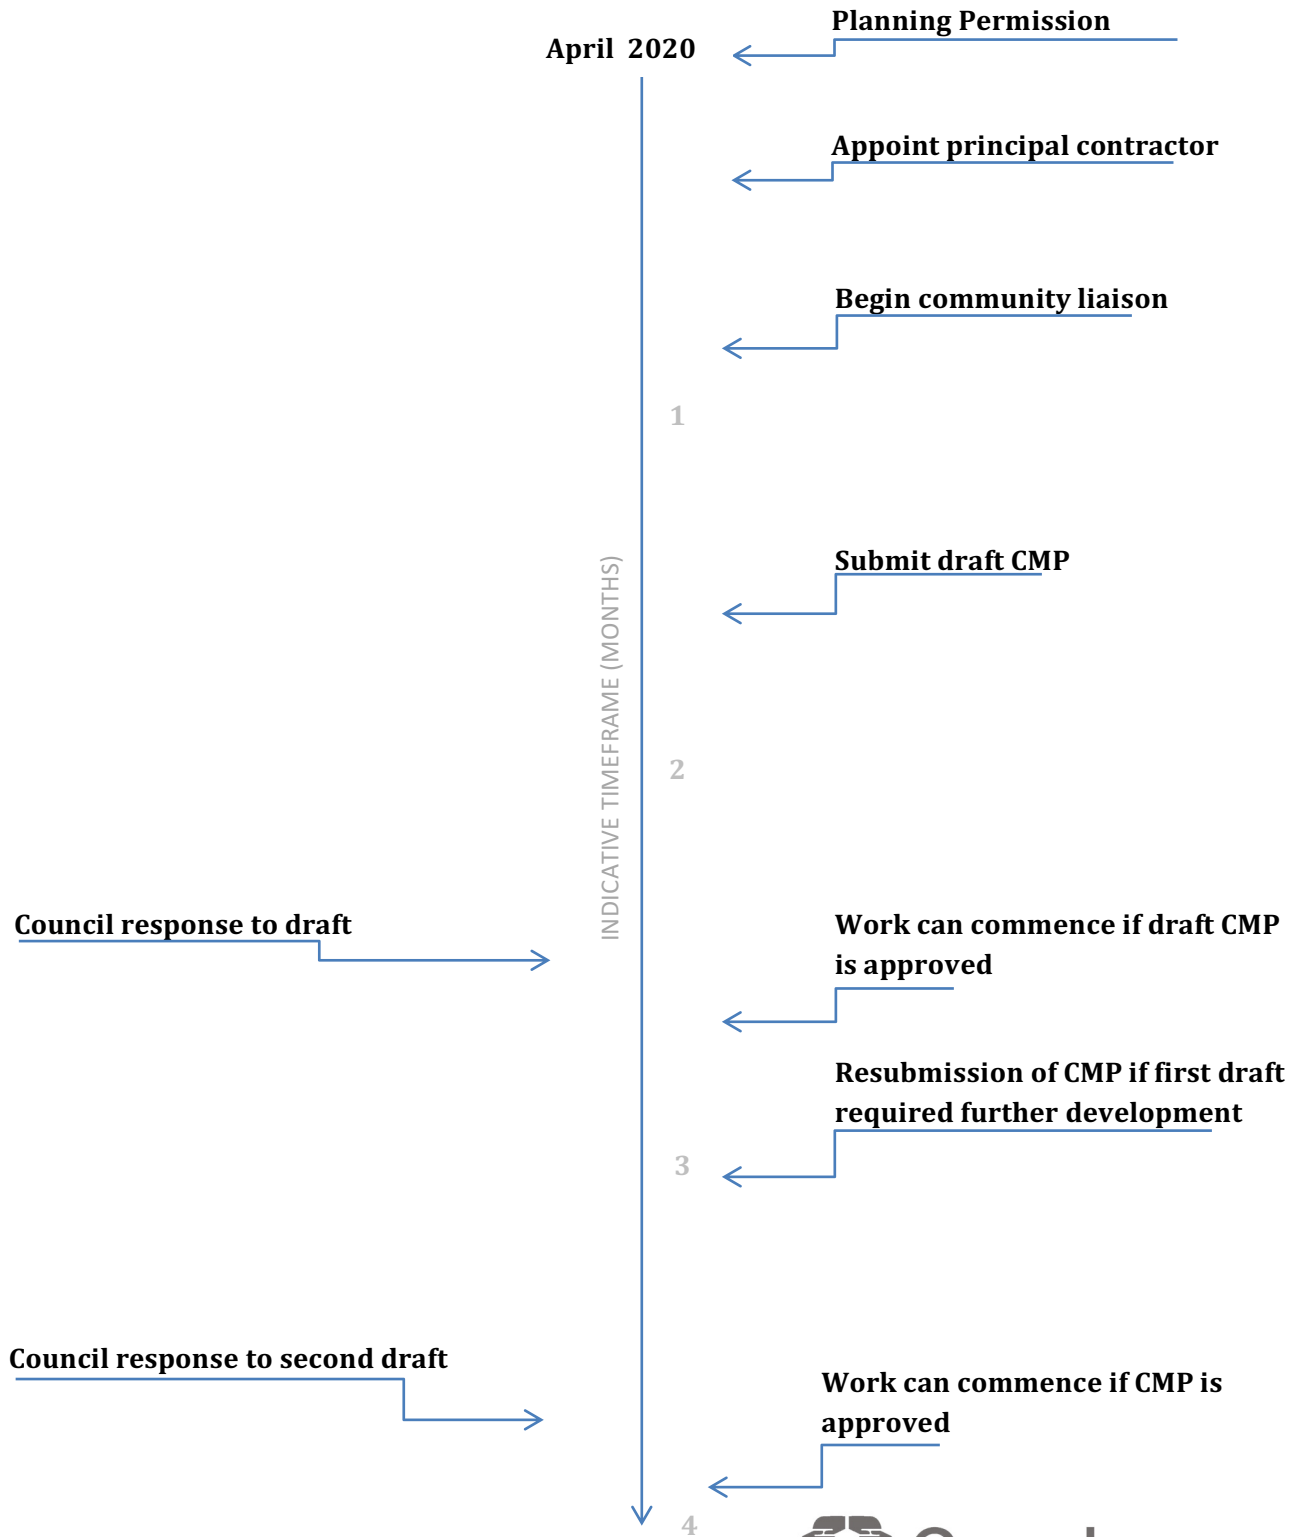 Planning Permission
April 2020
Appoint principal contractor
Begin community liaison
1
Submit draft CMP
INDICATIVE TIMEFRAME (MONTHS)
2
Council response to draft
Work can commence if draft CMP
is approved
Resubmission of CMP if first draft
required further development
3
Council response to second draft
Work can commence if CMP is
approved
4